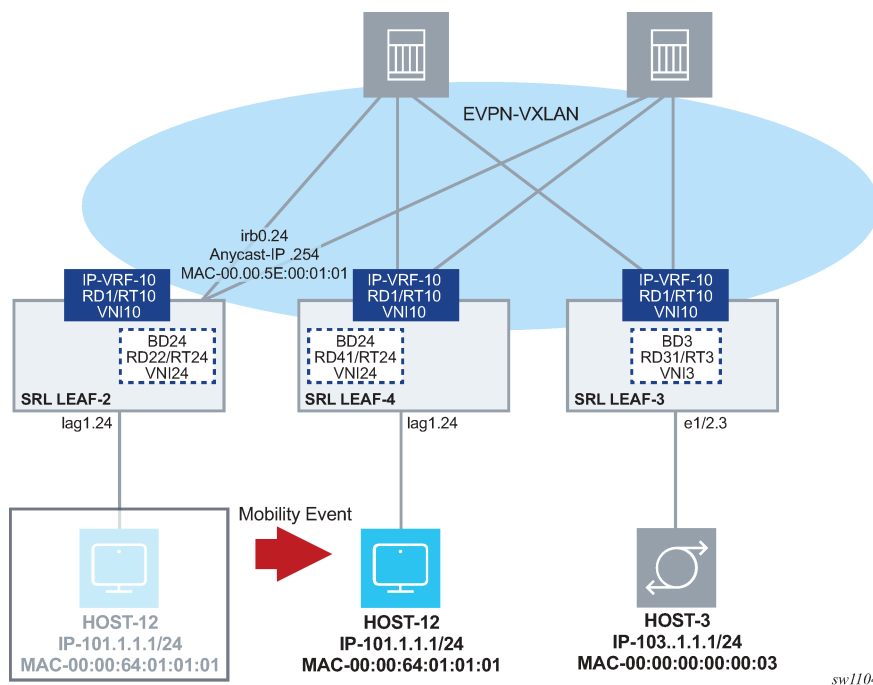 EVPN-VXLAN
irb0.24
Anycast-IP .254
MAC-00.00.5E:00:01:01
IP-VRF-10
RD1/RT10
VNI10
BD24
RD22/RT24
VNI24
SRL LEAF-2
lag1.24
IP-VRF-10
RD1/RT10
VNI10
BD24
RD41/RT24
VNI24
SRL LEAF-4
lag1.24
IP-VRF-10
RD1/RT10
VNI10
BD3
RD31/RT3
VNI3
SRL LEAF-3
e1/2.3
Mobility Event
HOST-12
IP-101.1.1.1/24
MAC-00:00:64:01:01:01
HOST-12
IP-101.1.1.1/24
MAC-00:00:64:01:01:01
HOST-3
IP-103..1.1.1/24
MAC-00:00:00:00:00:03